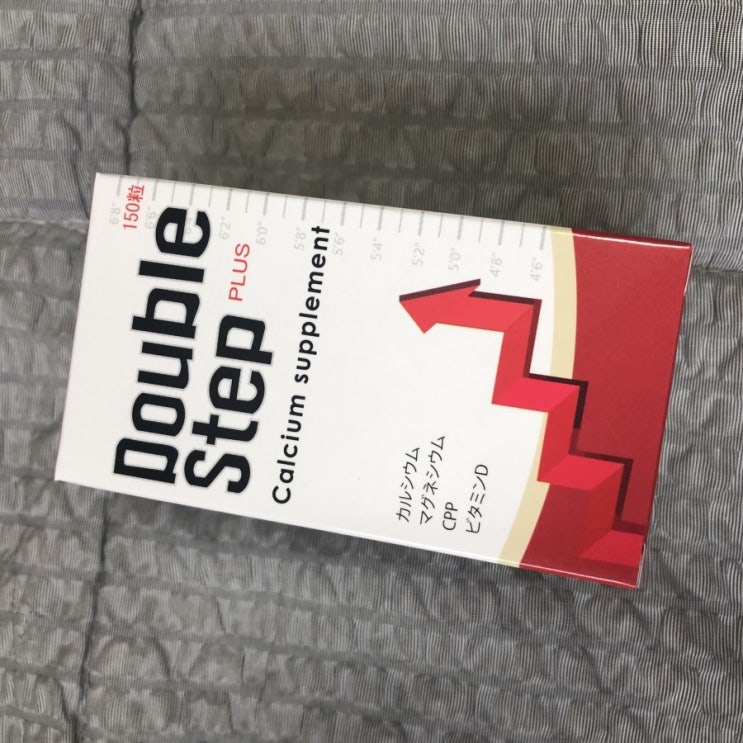 150粒
Double
Step PLUS
Calcium supplement
6'8"
6'6"
6'2"
6'0"
5'8"
5'6"
5'4"
5'2"
5'0"
4'8"
4'6"
カルシウム
マグネシウム
CPP
ビタミンD